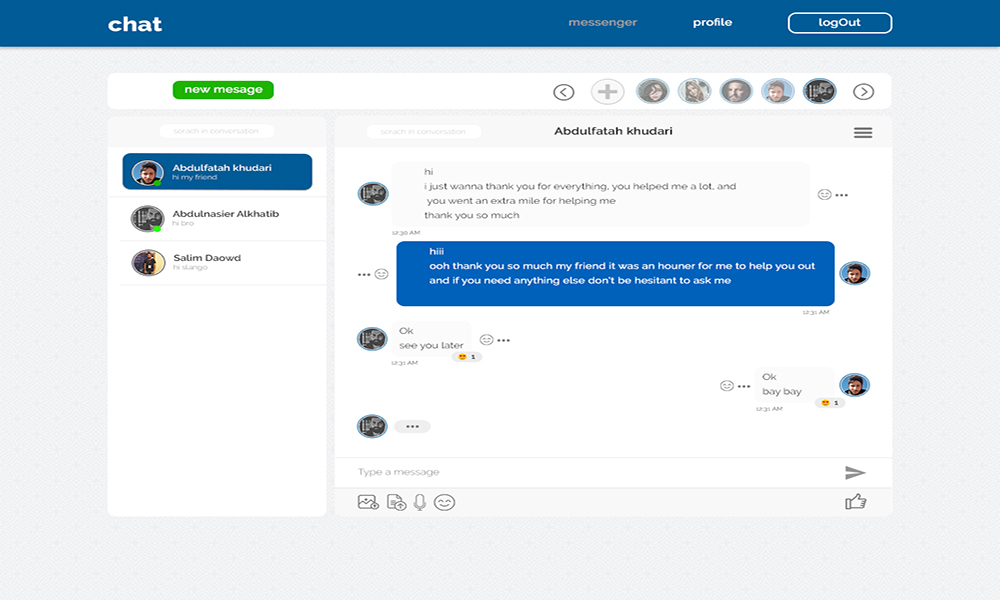 chat
messenger
profile
logOut
new mesage
serach in conversation
Abdulfatah khudari
hi my friend
Abdulnasier Alkhatib
hi bro
Salim Daowd
hi slango
serach in conversation
Abdulfatah khudari
hi
i just wanna thank you for everything, you helped me a lot, and
you went an extra mile for helping me
thank you so much
12:30 AM
hiii
ooh thank you so much my friend it was an houner for me to help you out
and if you need anything else don't be hesitant to ask me
12:31 AM
Ok
see you later
1
12:31 AM
Ok
bay bay
1
12:31 AM
Type a message